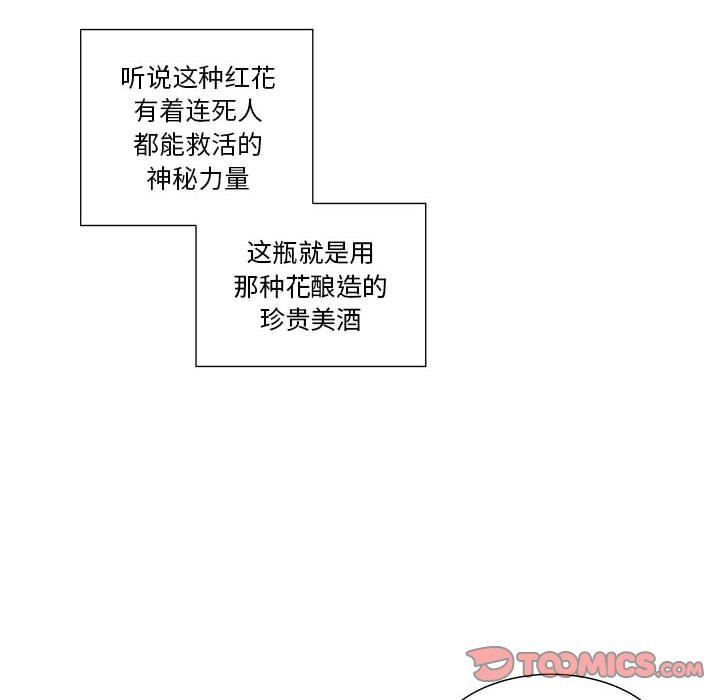 听说这种红花
有着连死人
都能救活的
神秘力量
这瓶就是用
那种花酿造的
珍贵美酒
TOOMICS.COM